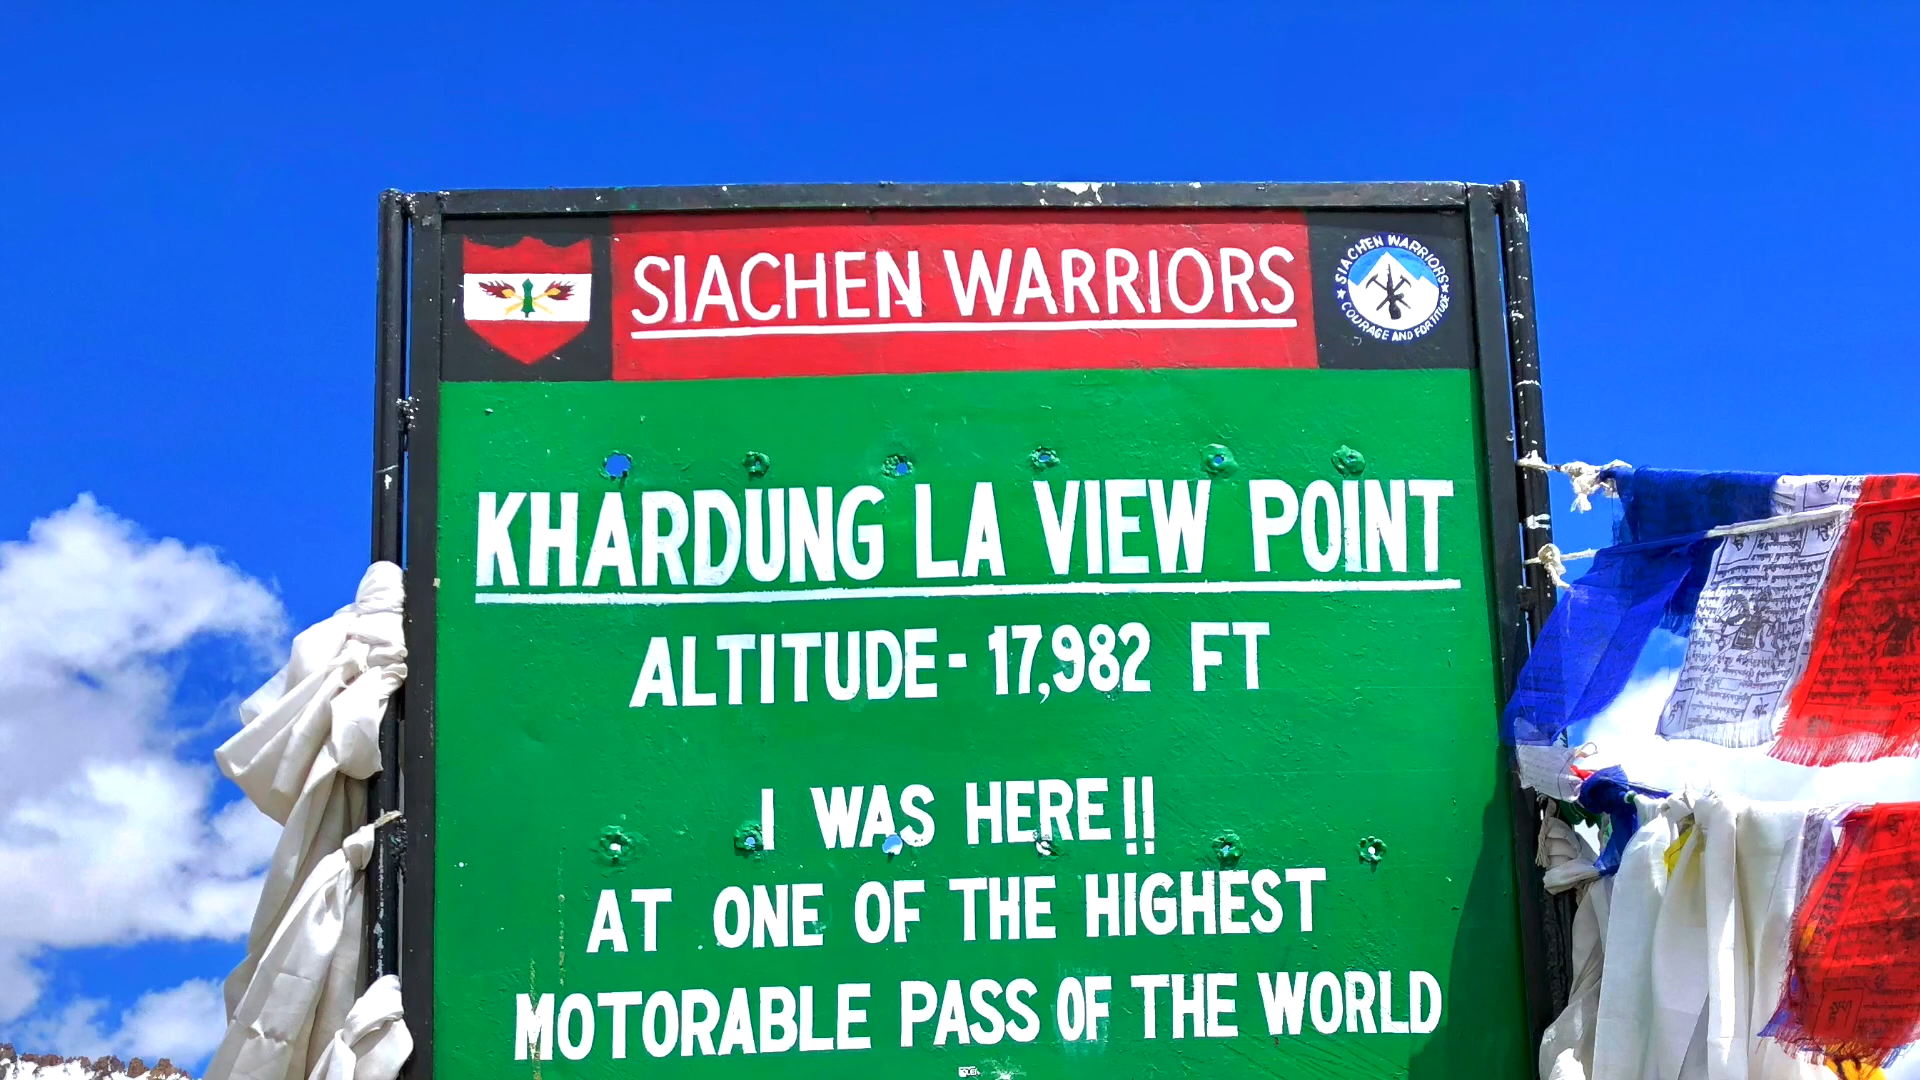 SIACHEN WARRIORS
SIACHEN WARRIORS
COURAGE AND FORTITUDE
KHARDUNG LA VIEW POINT
ALTITUDE- 17,982 FT
I WAS HERE!!
AT ONE OF THE HIGHEST
MOTORABLE PASS OF THE WORLD